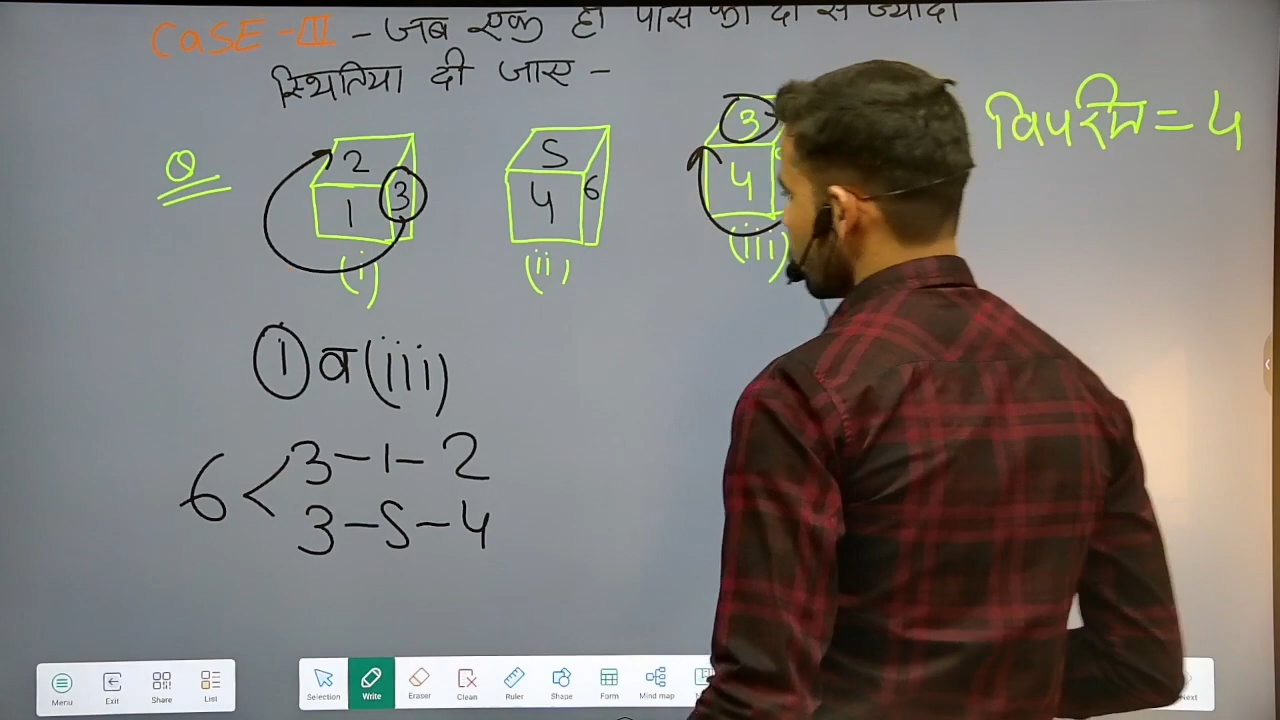 CaSE-III - जब एक ही पासे की दो से ज्यादा
स्थितिया दी जाए -
Q
2 1 3
(i)
5 4 6
(ii)
3 4
(iii)
विपरीत = 4
① व (iii)
6 < 3-1-2
3-5-4
Menu Exit Share List
Selection Write Eraser Clean Ruler Shape Form Mind map
Next